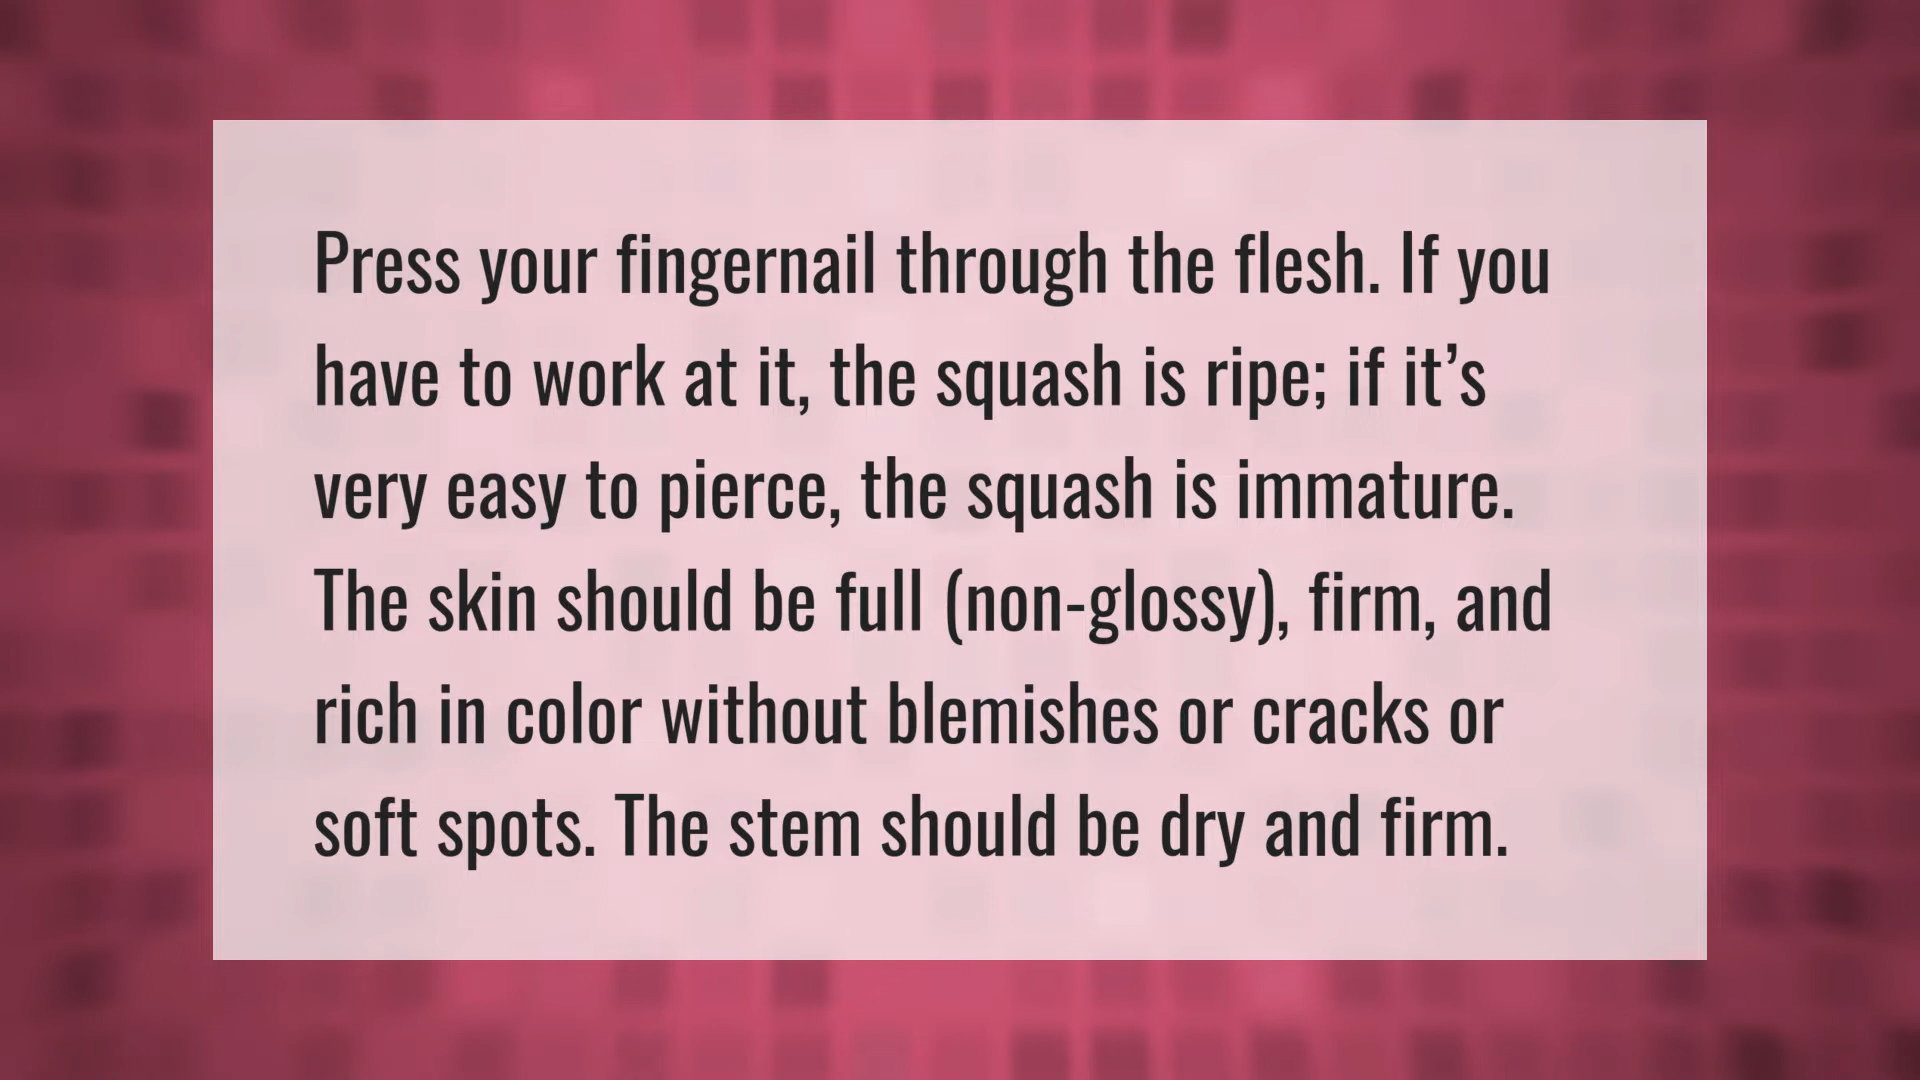 Press your fingernail through the flesh. If you
have to work at it, the squash is ripe; if it’s
very easy to pierce, the squash is immature.
The skin should be full (non-glossy), firm, and
rich in color without blemishes or cracks or
soft spots. The stem should be dry and firm.